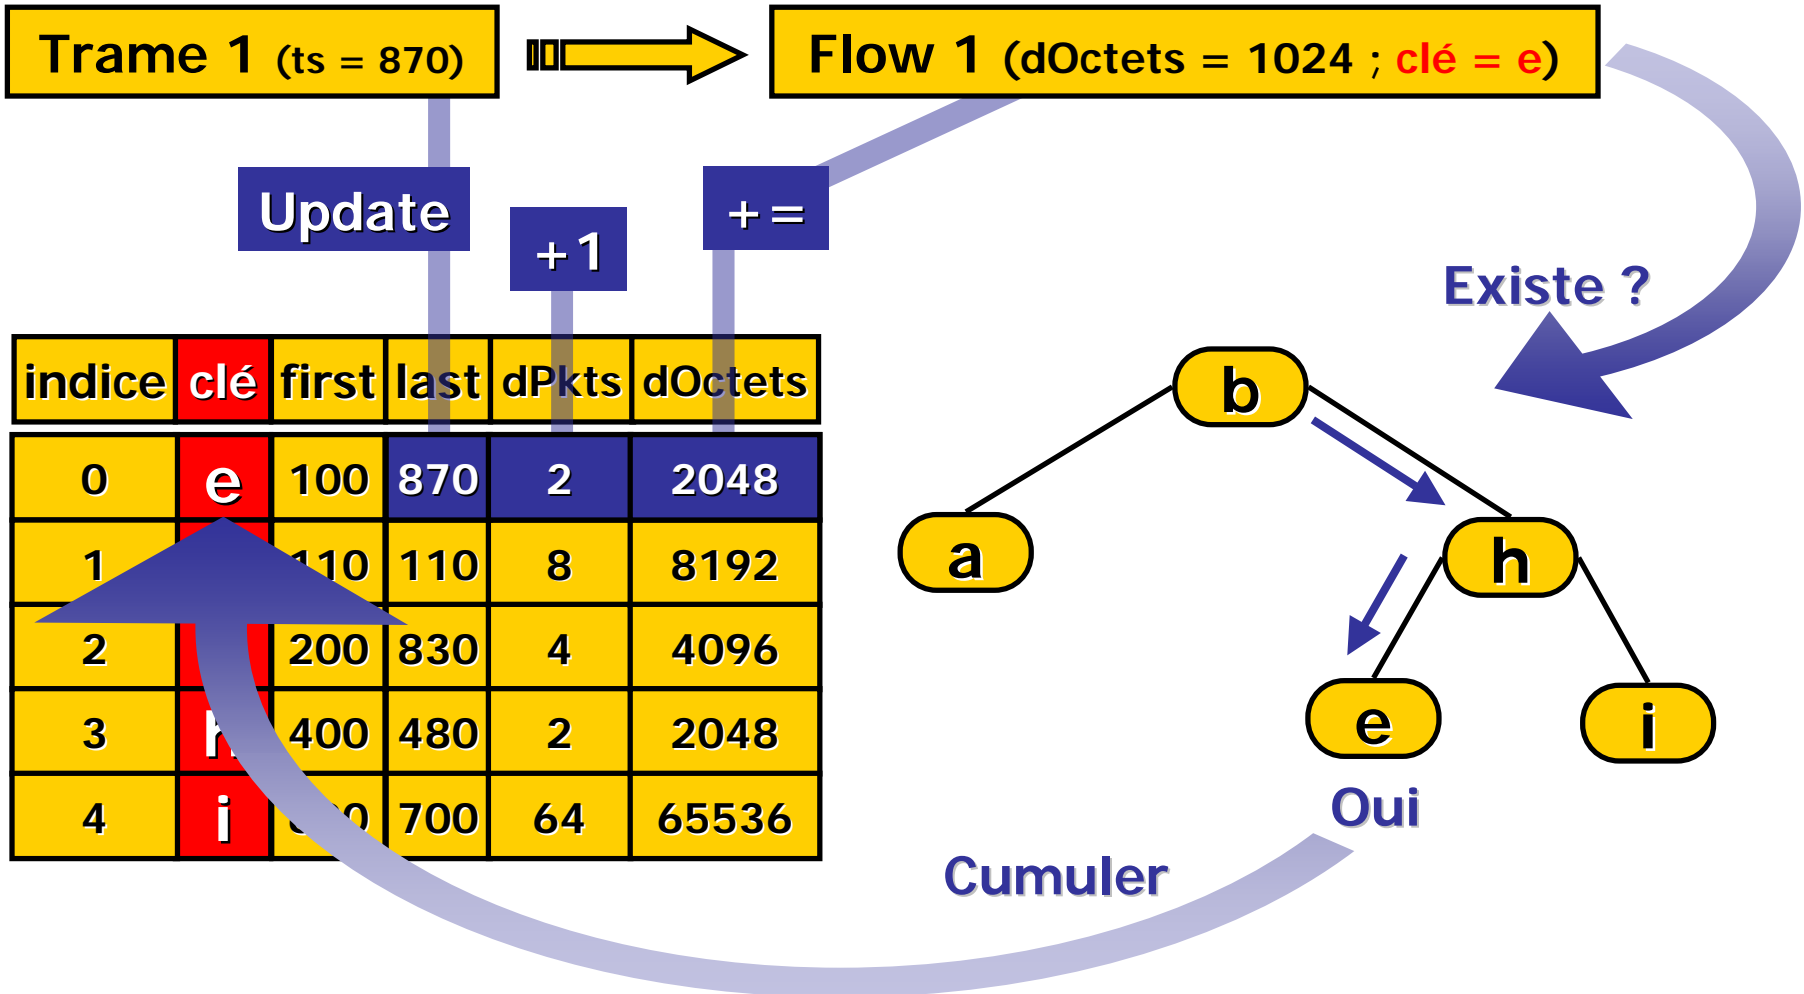 Trame 1 (ts = 870)
Flow 1 (dOctets = 1024 ; clé = e)
Update
+1
+=
Existe ?
indice clé first last dPkts dOctets
0 e 100 870 2 2048
1 110 8 8192
2 200 830 4 4096
3 h 400 480 2 2048
4 i 700 64 65536
b
a
h
e
i
Oui
Cumuler